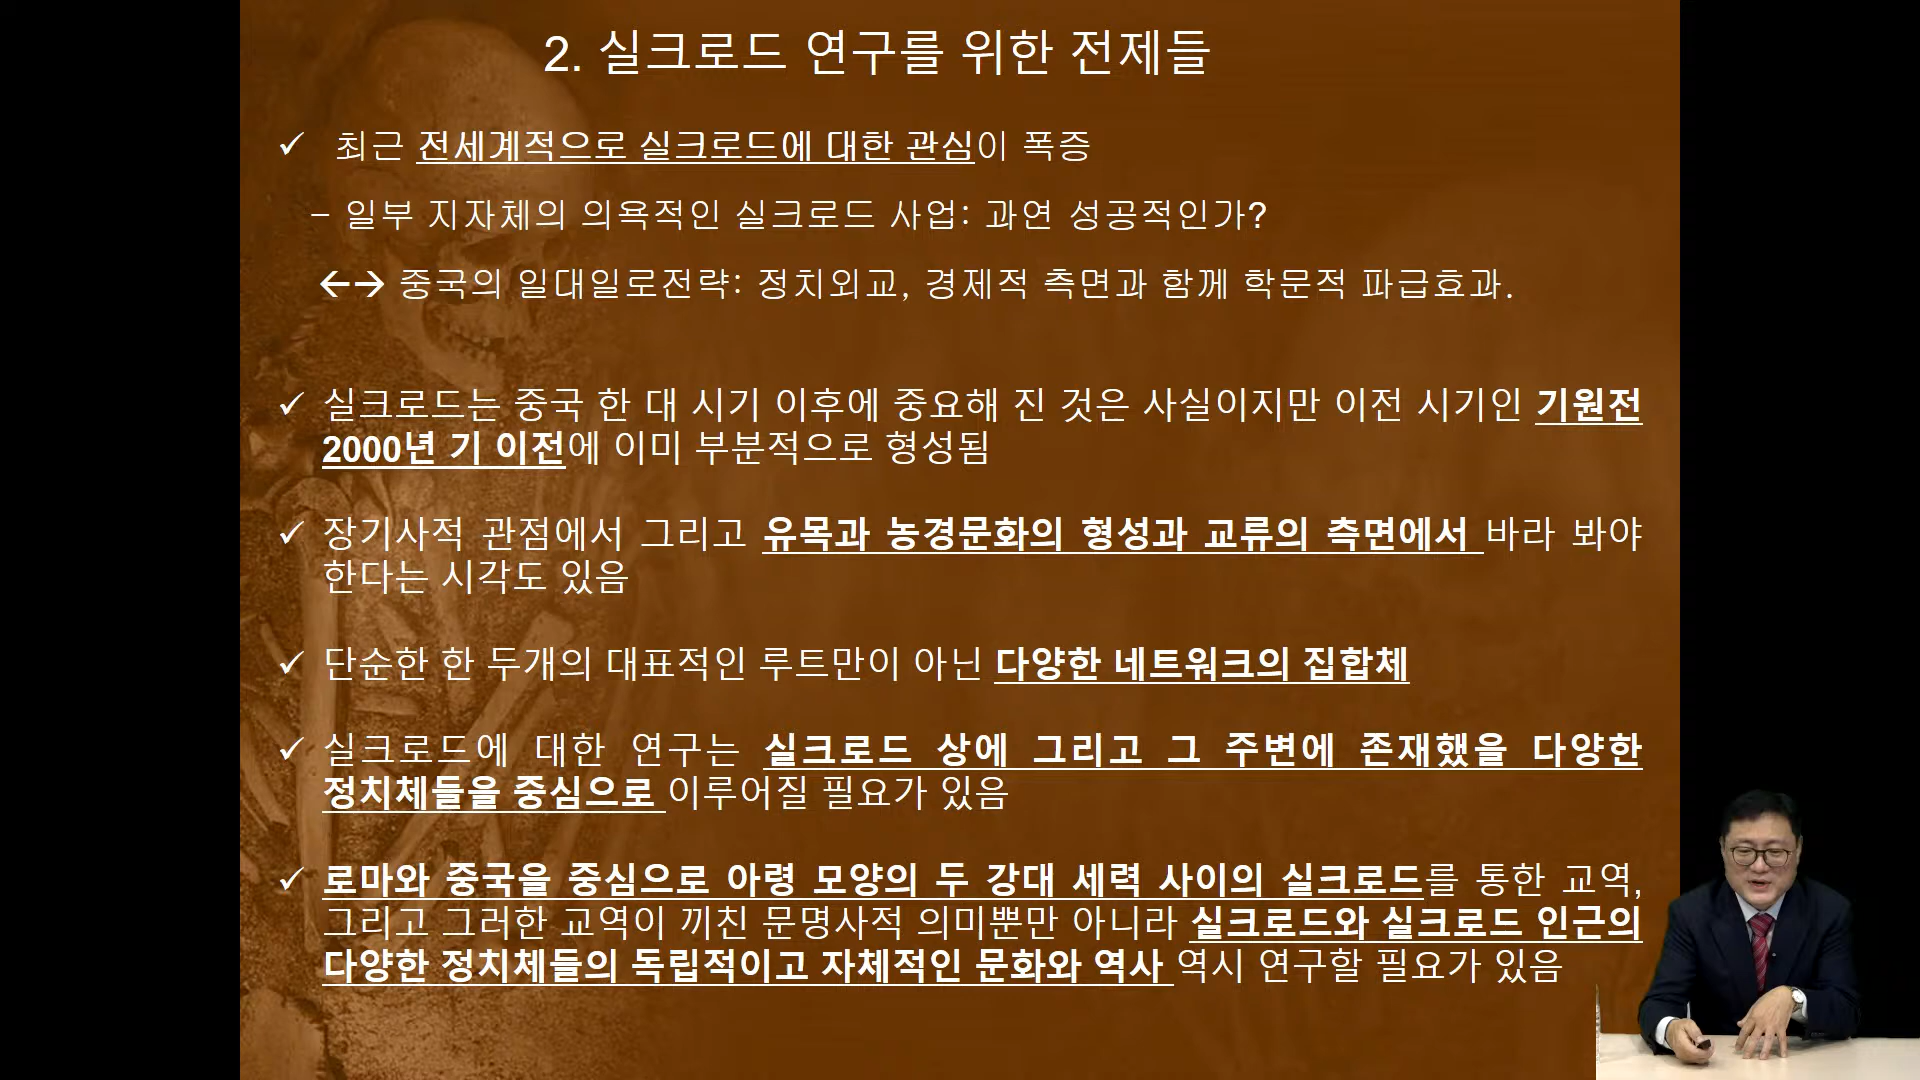 2. 실크로드 연구를 위한 전제들
✓ 최근 전세계적으로 실크로드에 대한 관심이 폭증
– 일부 지자체의 의욕적인 실크로드 사업: 과연 성공적인가?
←→ 중국의 일대일로전략: 정치외교, 경제적 측면과 함께 학문적 파급효과.
✓ 실크로드는 중국 한 대 시기 이후에 중요해 진 것은 사실이지만 이전 시기인 기원전
2000년 기 이전에 이미 부분적으로 형성됨
✓ 장기사적 관점에서 그리고 유목과 농경문화의 형성과 교류의 측면에서 바라 봐야
한다는 시각도 있음
✓ 단순한 한 두개의 대표적인 루트만이 아닌 다양한 네트워크의 집합체
✓ 실크로드에 대한 연구는 실크로드 상에 그리고 그 주변에 존재했을 다양한
정치체들을 중심으로 이루어질 필요가 있음
✓ 로마와 중국을 중심으로 아령 모양의 두 강대 세력 사이의 실크로드를 통한 교역,
그리고 그러한 교역이 끼친 문명사적 의미뿐만 아니라 실크로드와 실크로드 인근의
다양한 정치체들의 독립적이고 자체적인 문화와 역사 역시 연구할 필요가 있음